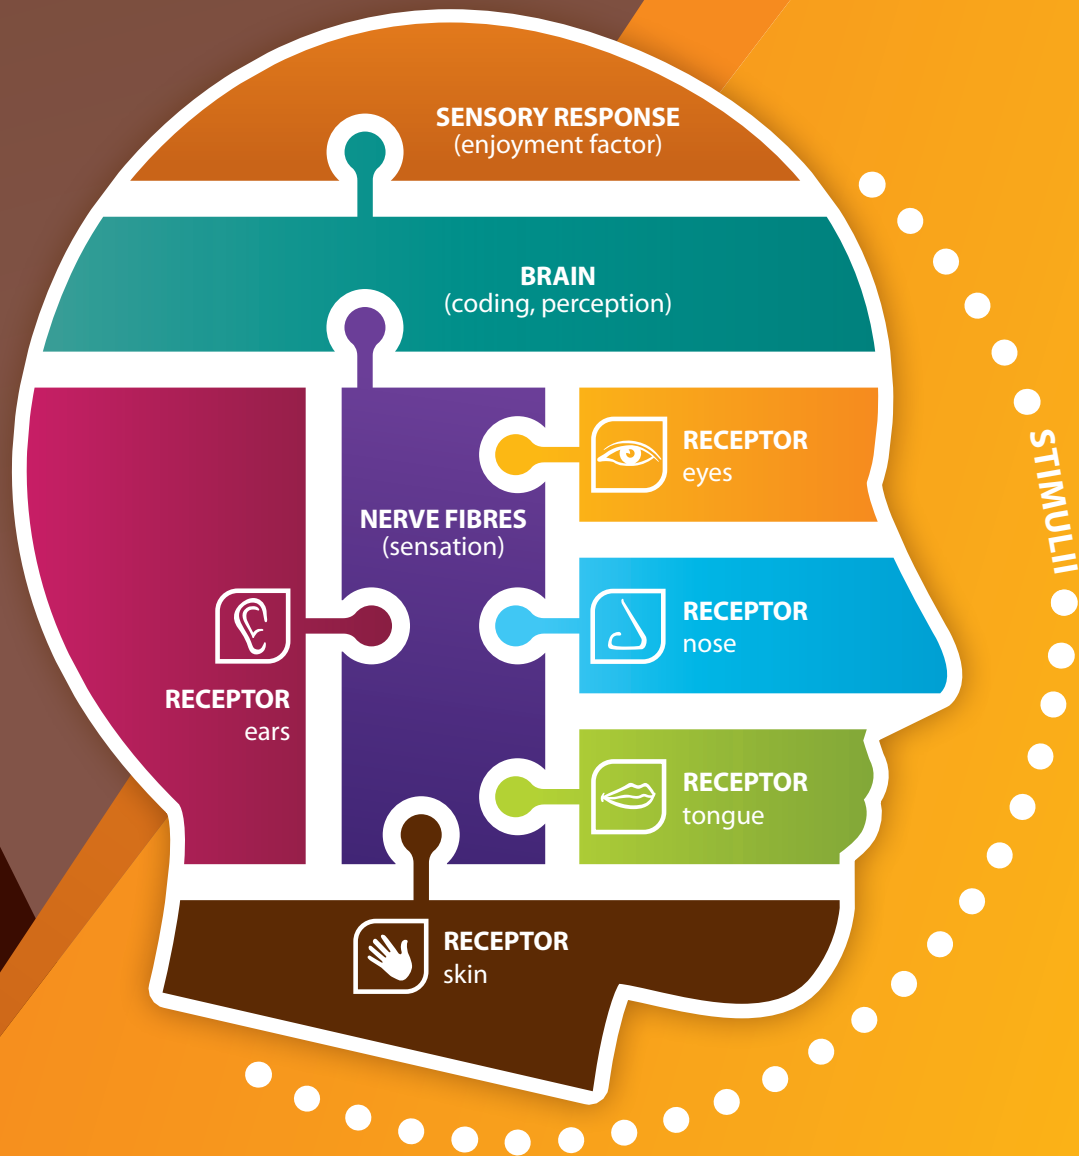 SENSORY RESPONSE
(enjoyment factor)
BRAIN
(coding, perception)
RECEPTOR
eyes
NERVE FIBRES
(sensation)
RECEPTOR
nose
RECEPTOR
ears
RECEPTOR
tongue
RECEPTOR
skin
STIMULII